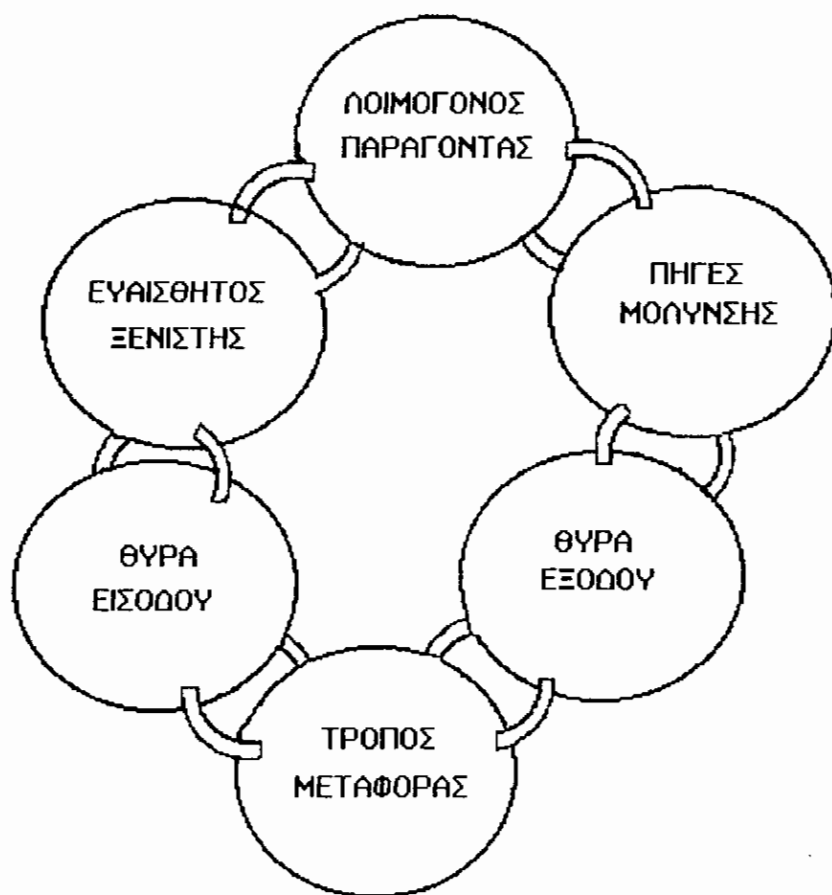 ΛΟΙΜΟΓΟΝΟΣ
ΠΑΡΑΓΟΝΤΑΣ
ΠΗΓΕΣ
ΜΟΛΥΝΣΗΣ
ΘΥΡΑ
ΕΞΟΔΟΥ
ΤΡΟΠΟΣ
ΜΕΤΑΦΟΡΑΣ
ΘΥΡΑ
ΕΙΣΟΔΟΥ
ΕΥΑΙΣΘΗΤΟΣ
ΞΕΝΙΣΤΗΣ